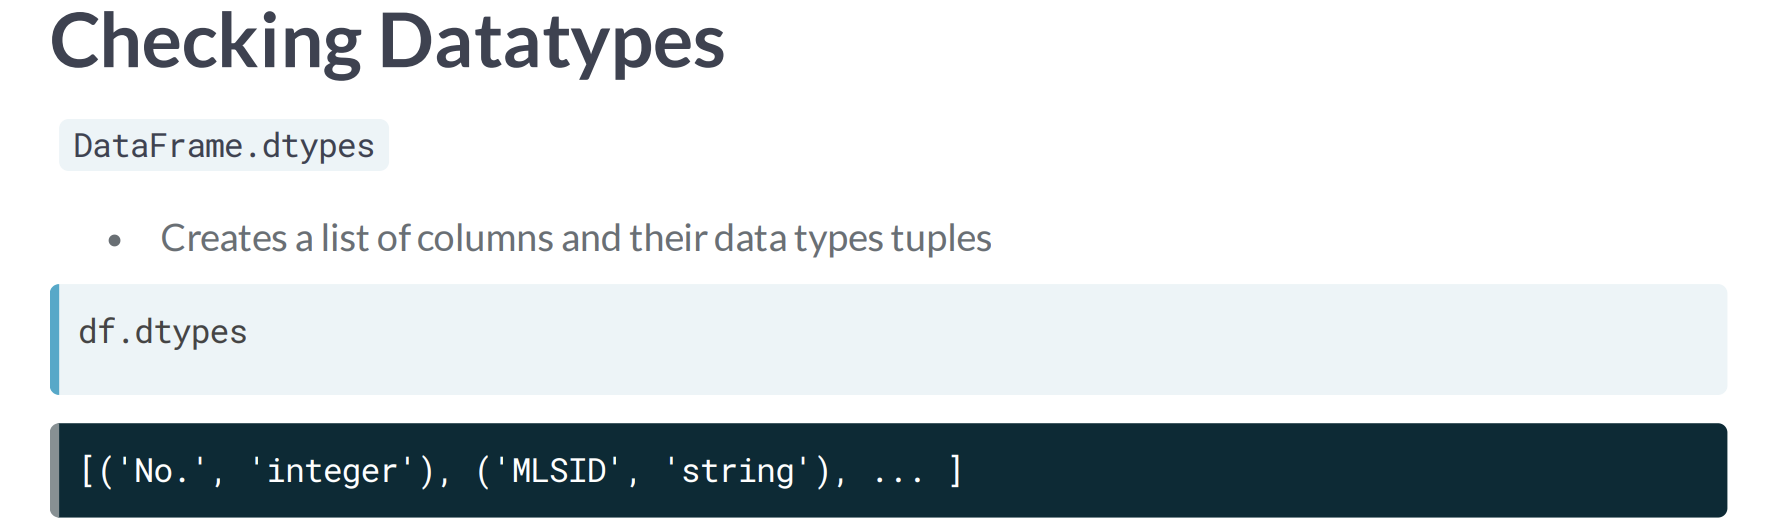 Checking Datatypes
DataFrame.dtypes
• Creates a list of columns and their data types tuples
df.dtypes
[('No.', 'integer'), ('MLSID', 'string'), ... ]